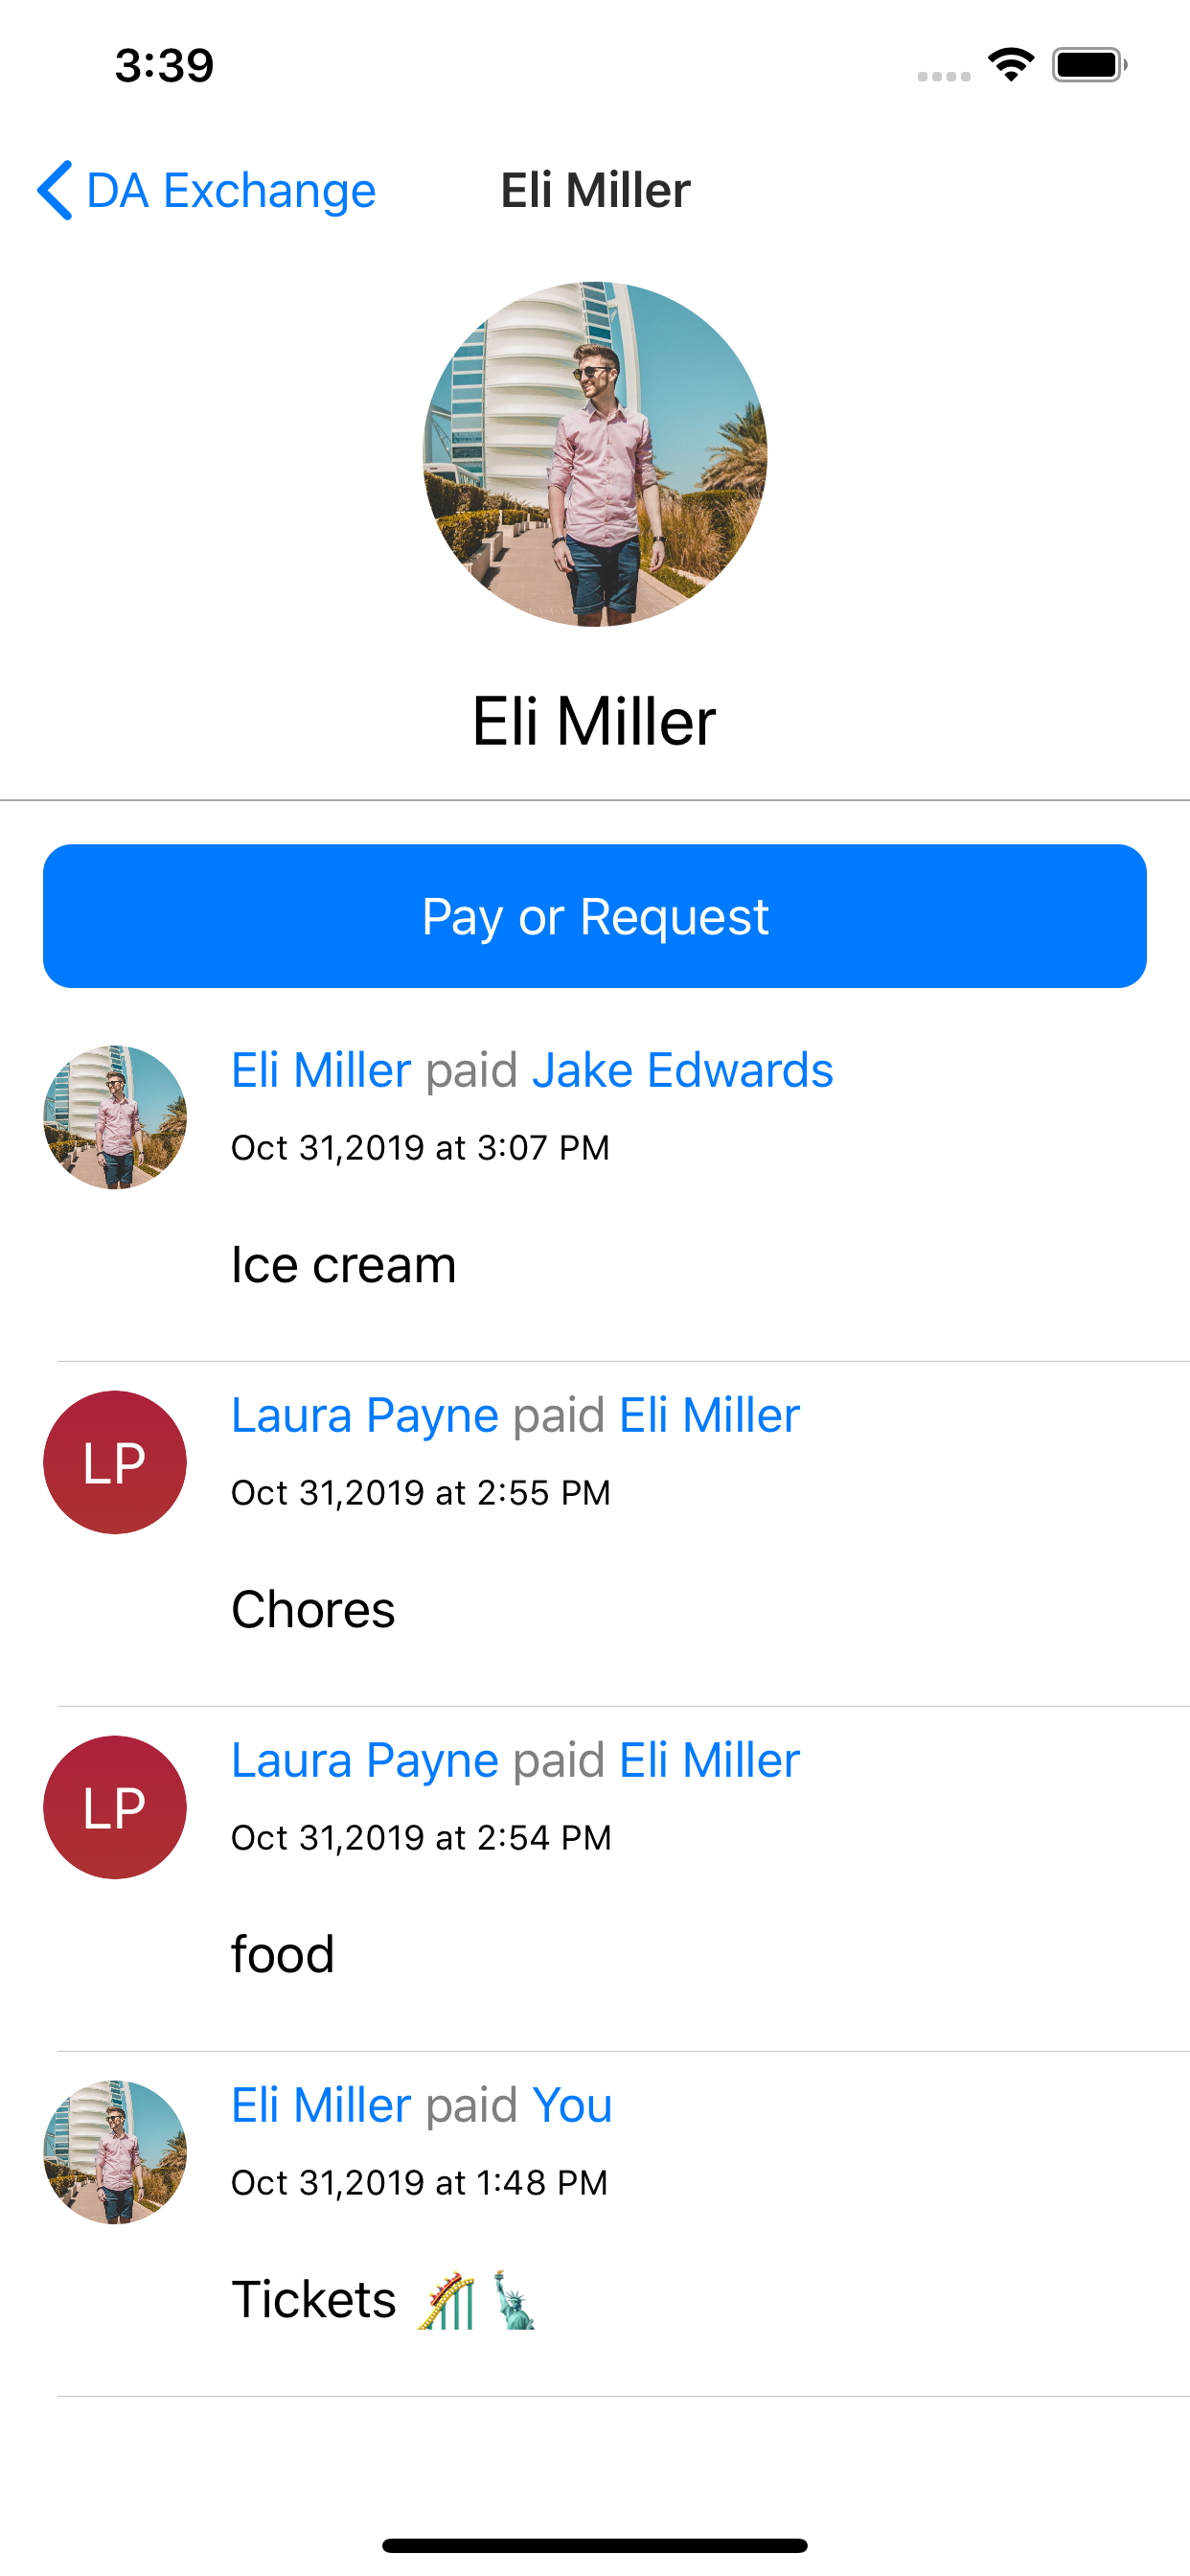 3:39
DA Exchange
Eli Miller
Eli Miller
Pay or Request
Eli Miller paid Jake Edwards
Oct 31,2019 at 3:07 PM
Ice cream
LP
Laura Payne paid Eli Miller
Oct 31,2019 at 2:55 PM
Chores
LP
Laura Payne paid Eli Miller
Oct 31,2019 at 2:54 PM
food
Eli Miller paid You
Oct 31,2019 at 1:48 PM
Tickets 🎢🗽